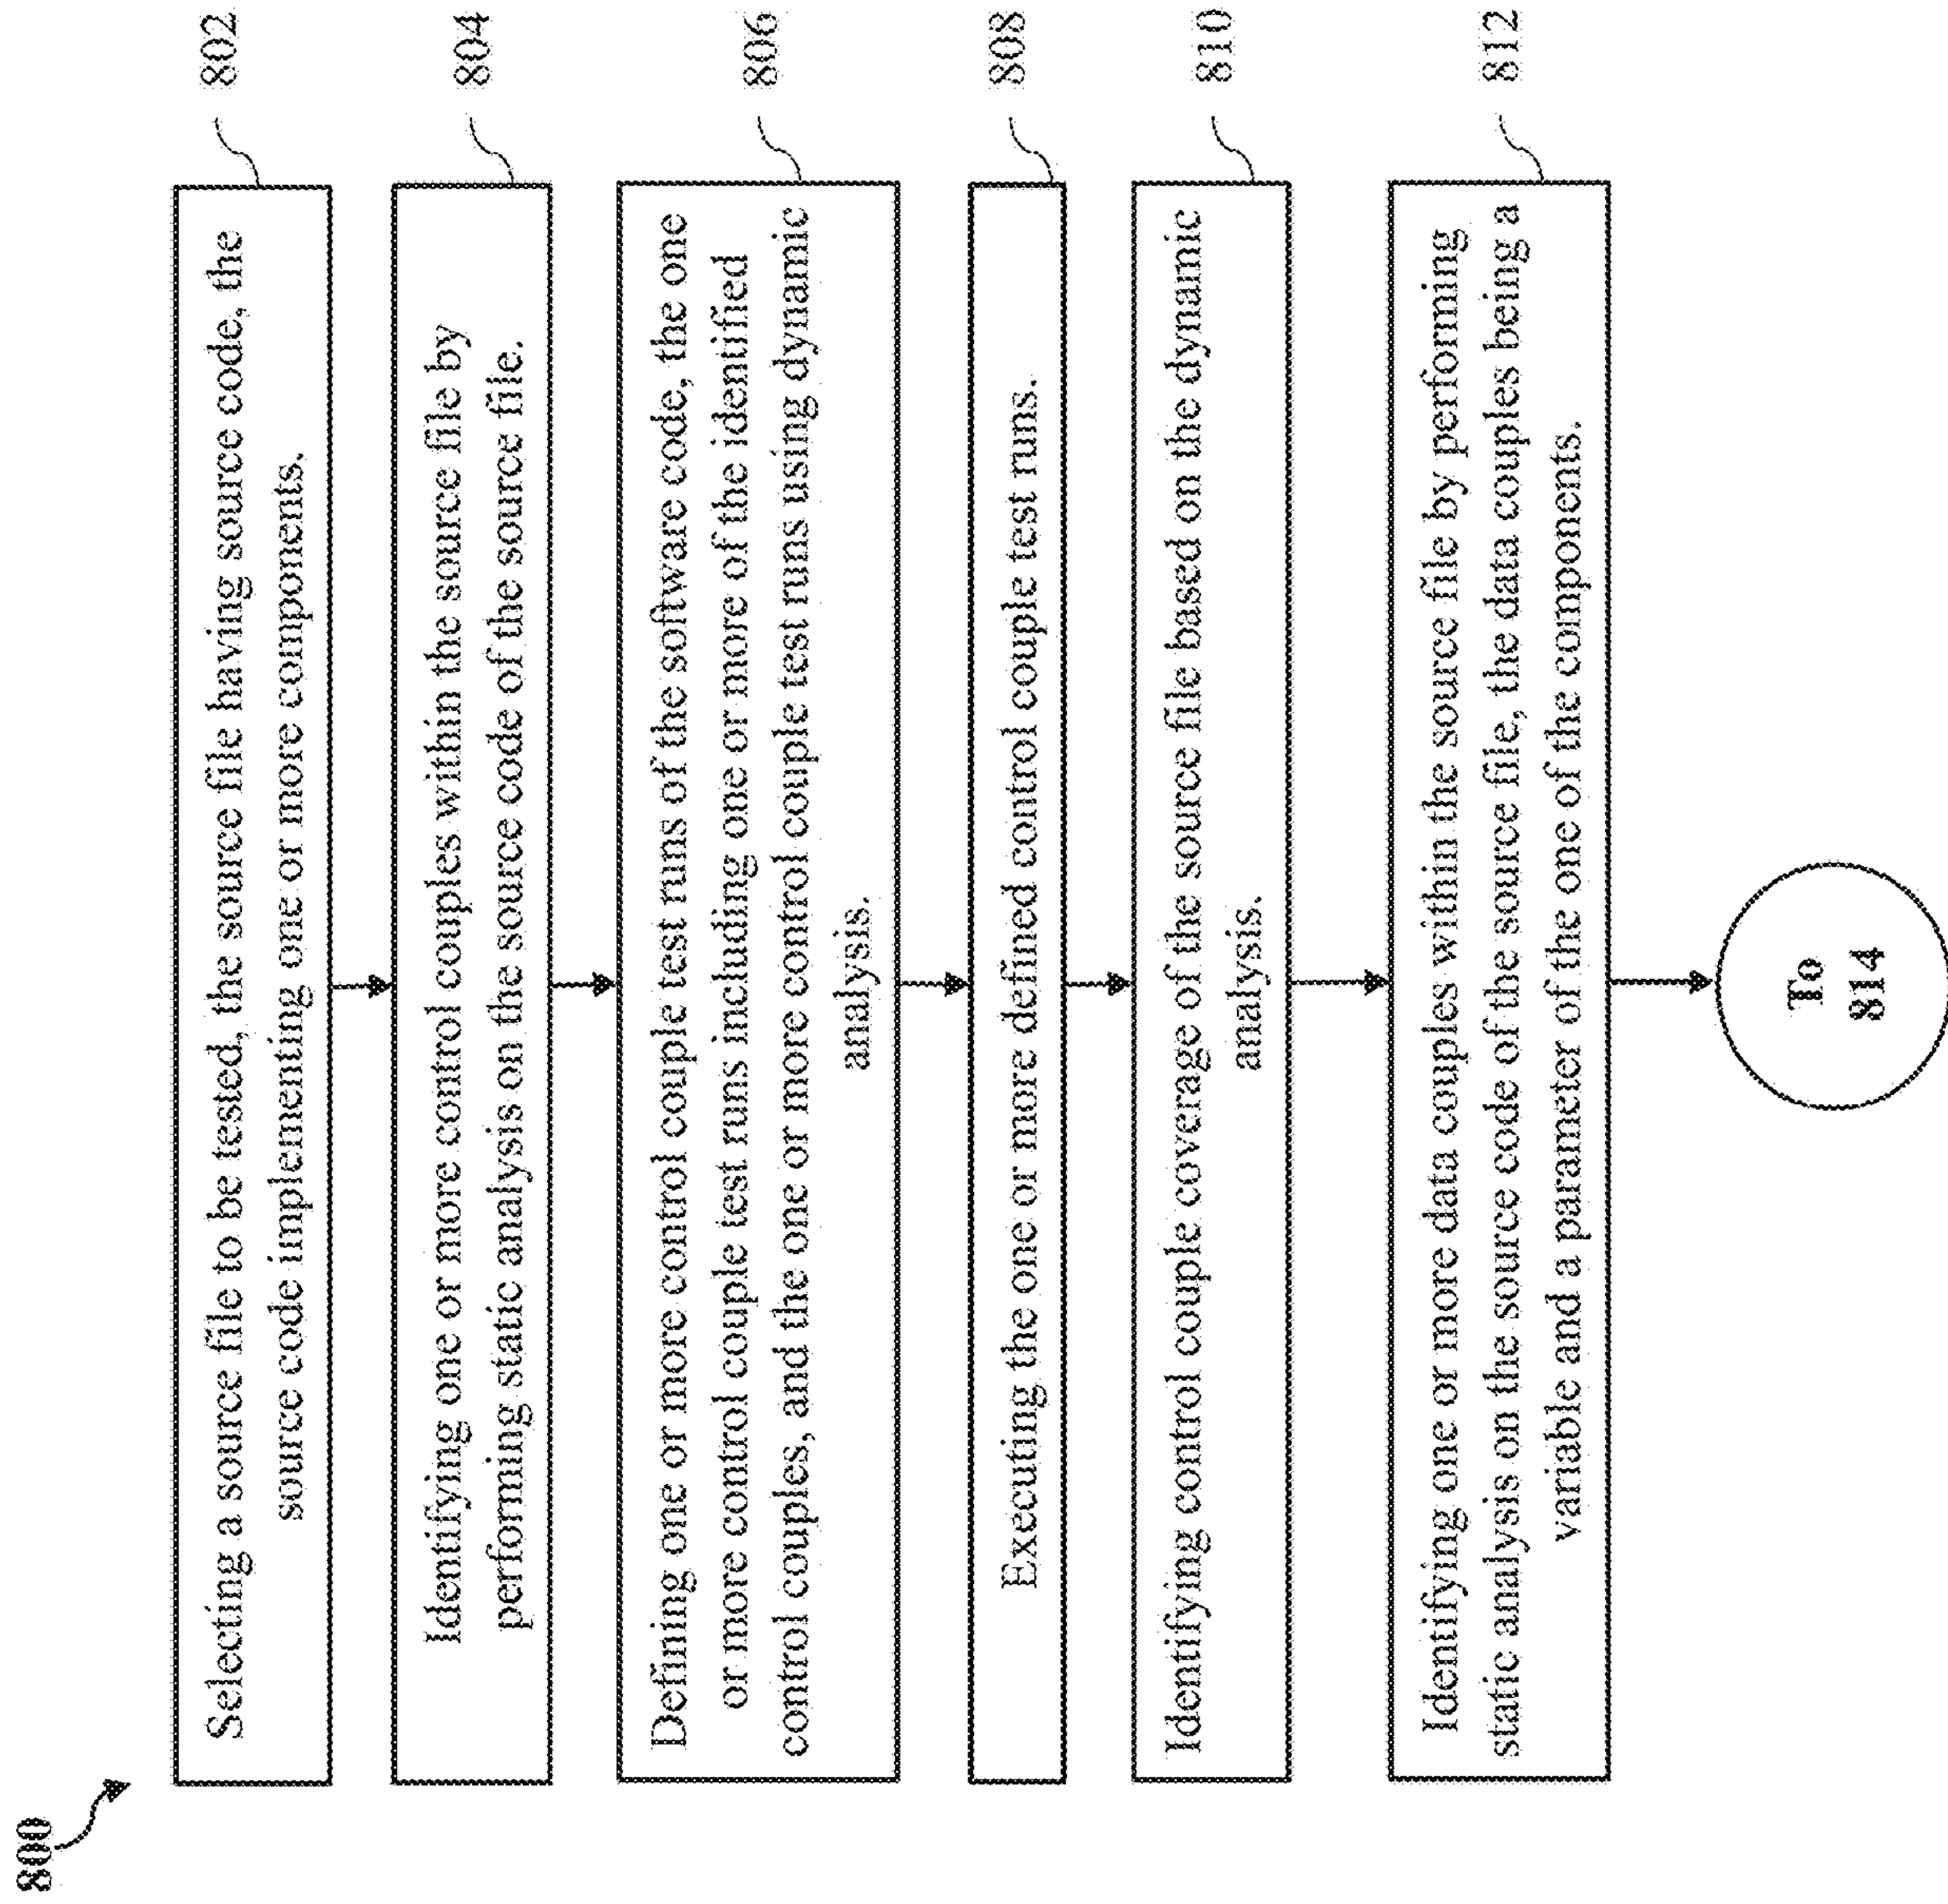 800
Selecting a source file to be tested, the source file having source code, the
source code implementing one or more components.
802
Identifying one or more control couples within the source file by
performing static analysis on the source code of the source file.
804
Defining one or more control couple test runs of the software code, the one
or more control couple test runs including one or more of the identified
control couples, and the one or more control couple test runs using dynamic
analysis.
806
Executing the one or more defined control couple test runs.
808
Identifying control couple coverage of the source file based on the dynamic
analysis.
810
Identifying one or more data couples within the source file by performing
static analysis on the source code of the source file, the data couples being a
variable and a parameter of the one of the components.
812
To
814